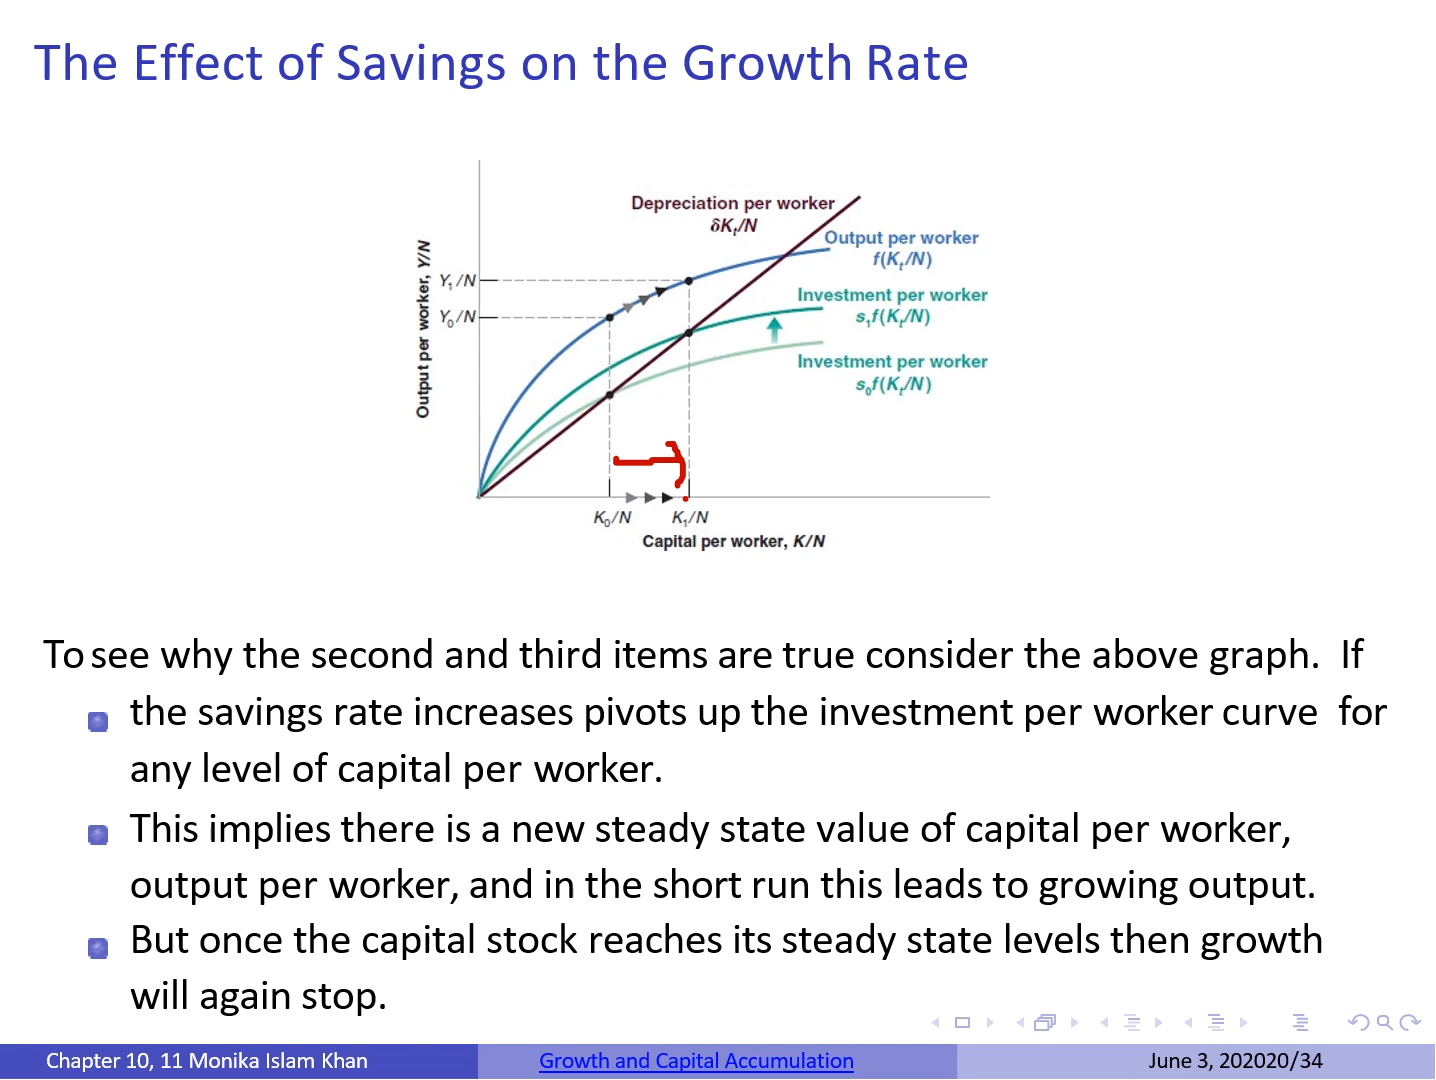 The Effect of Savings on the Growth Rate
Depreciation per worker
δKₜ/N
Output per worker
f(Kₜ/N)
Investment per worker
s₁f(Kₜ/N)
Investment per worker
s₀f(Kₜ/N)
Output per worker, Y/N
Y₁/N
Y₀/N
K₀/N K₁/N
Capital per worker, K/N
To see why the second and third items are true consider the above graph. If
the savings rate increases pivots up the investment per worker curve for
any level of capital per worker.
This implies there is a new steady state value of capital per worker,
output per worker, and in the short run this leads to growing output.
But once the capital stock reaches its steady state levels then growth
will again stop.
Chapter 10, 11 Monika Islam Khan Growth and Capital Accumulation June 3, 202020/34